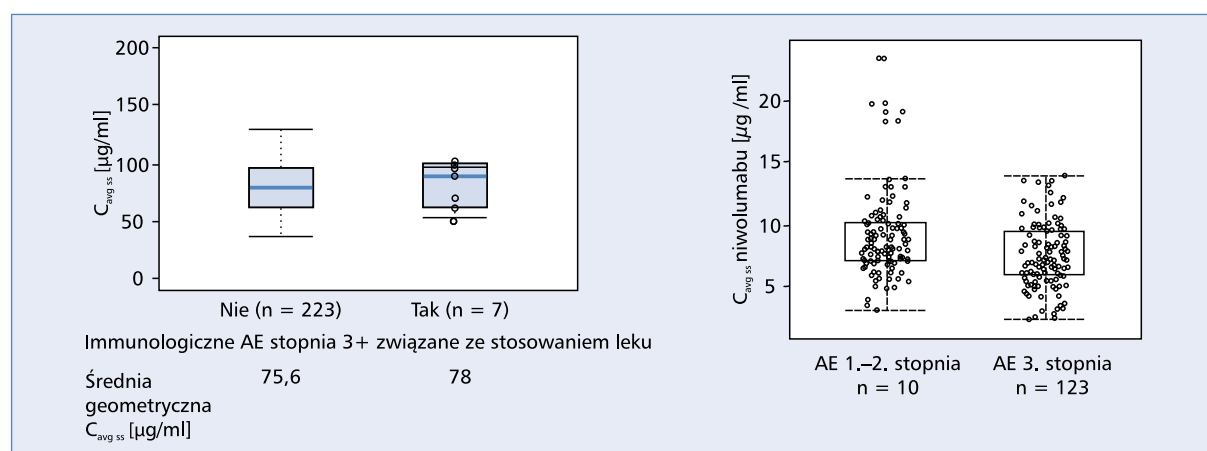 200
150
100
50
0
C avg ss [µg/ml]
Nie (n = 223)
Tak (n = 7)
Immunologiczne AE stopnia 3+ związane ze stosowaniem leku
Średnia
geometryczna
C avg ss [µg/ml]
75,6
78
20
15
10
5
C avg ss niwolumabu [µg /ml]
AE 1.–2. stopnia
n = 10
AE 3. stopnia
n = 123